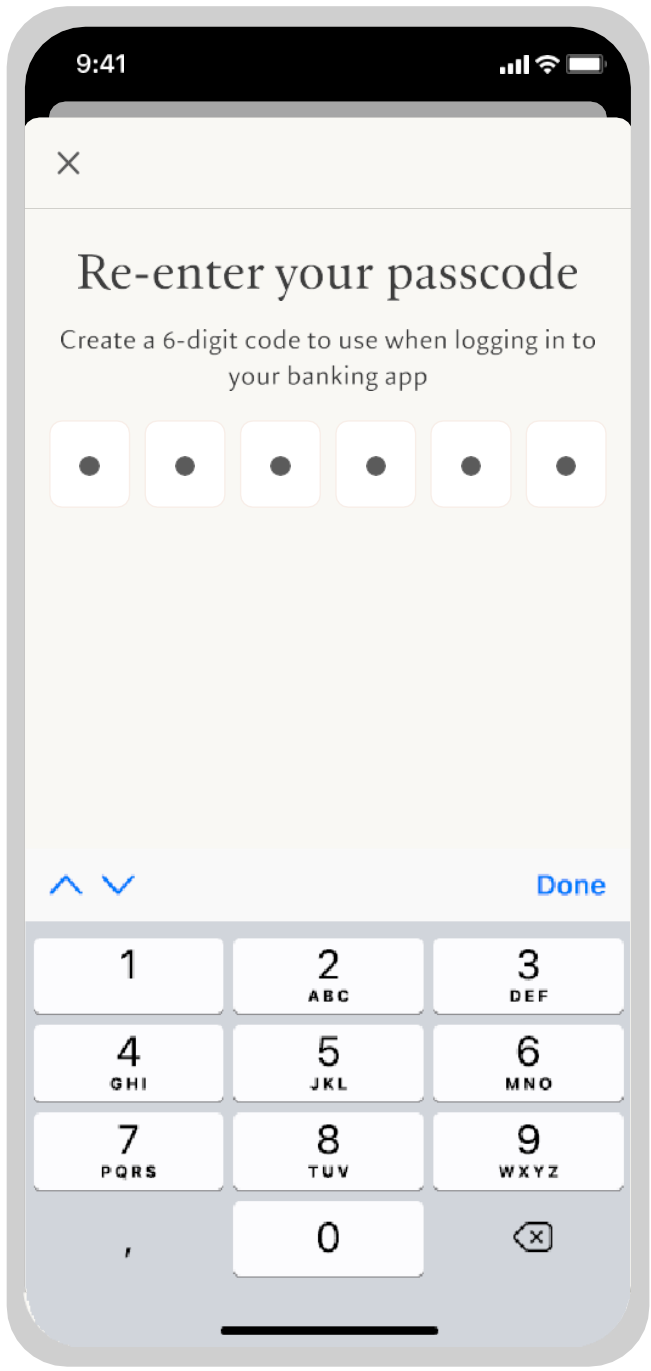 9:41
Re-enter your passcode
Create a 6-digit code to use when logging in to
your banking app
Done
1
2
ABC
3
DEF
4
GHI
5
JKL
6
MNO
7
PQRS
8
TUV
9
WXYZ
,
0